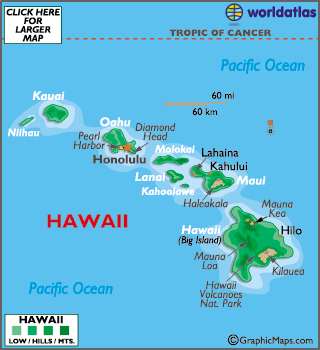 CLICK HERE
FOR
LARGER
MAP
worldatlas
TROPIC OF CANCER
Pacific Ocean
Kauai
60 mi
60 km
Niihau
Oahu
Pearl
Harbor
Diamond
Head
Honolulu
Molokai
Lahaina
Kahului
Lanai
Maui
Kahoolawe
Haleakala
Mauna
Kea
HAWAII
Hawaii
(Big Island)
Hilo
Mauna
Loa
Kilauea
Hawaii
Volcanoes
Nat. Park
Pacific Ocean
HAWAII
LOW / HILLS / MTS.
©GraphicMaps.com